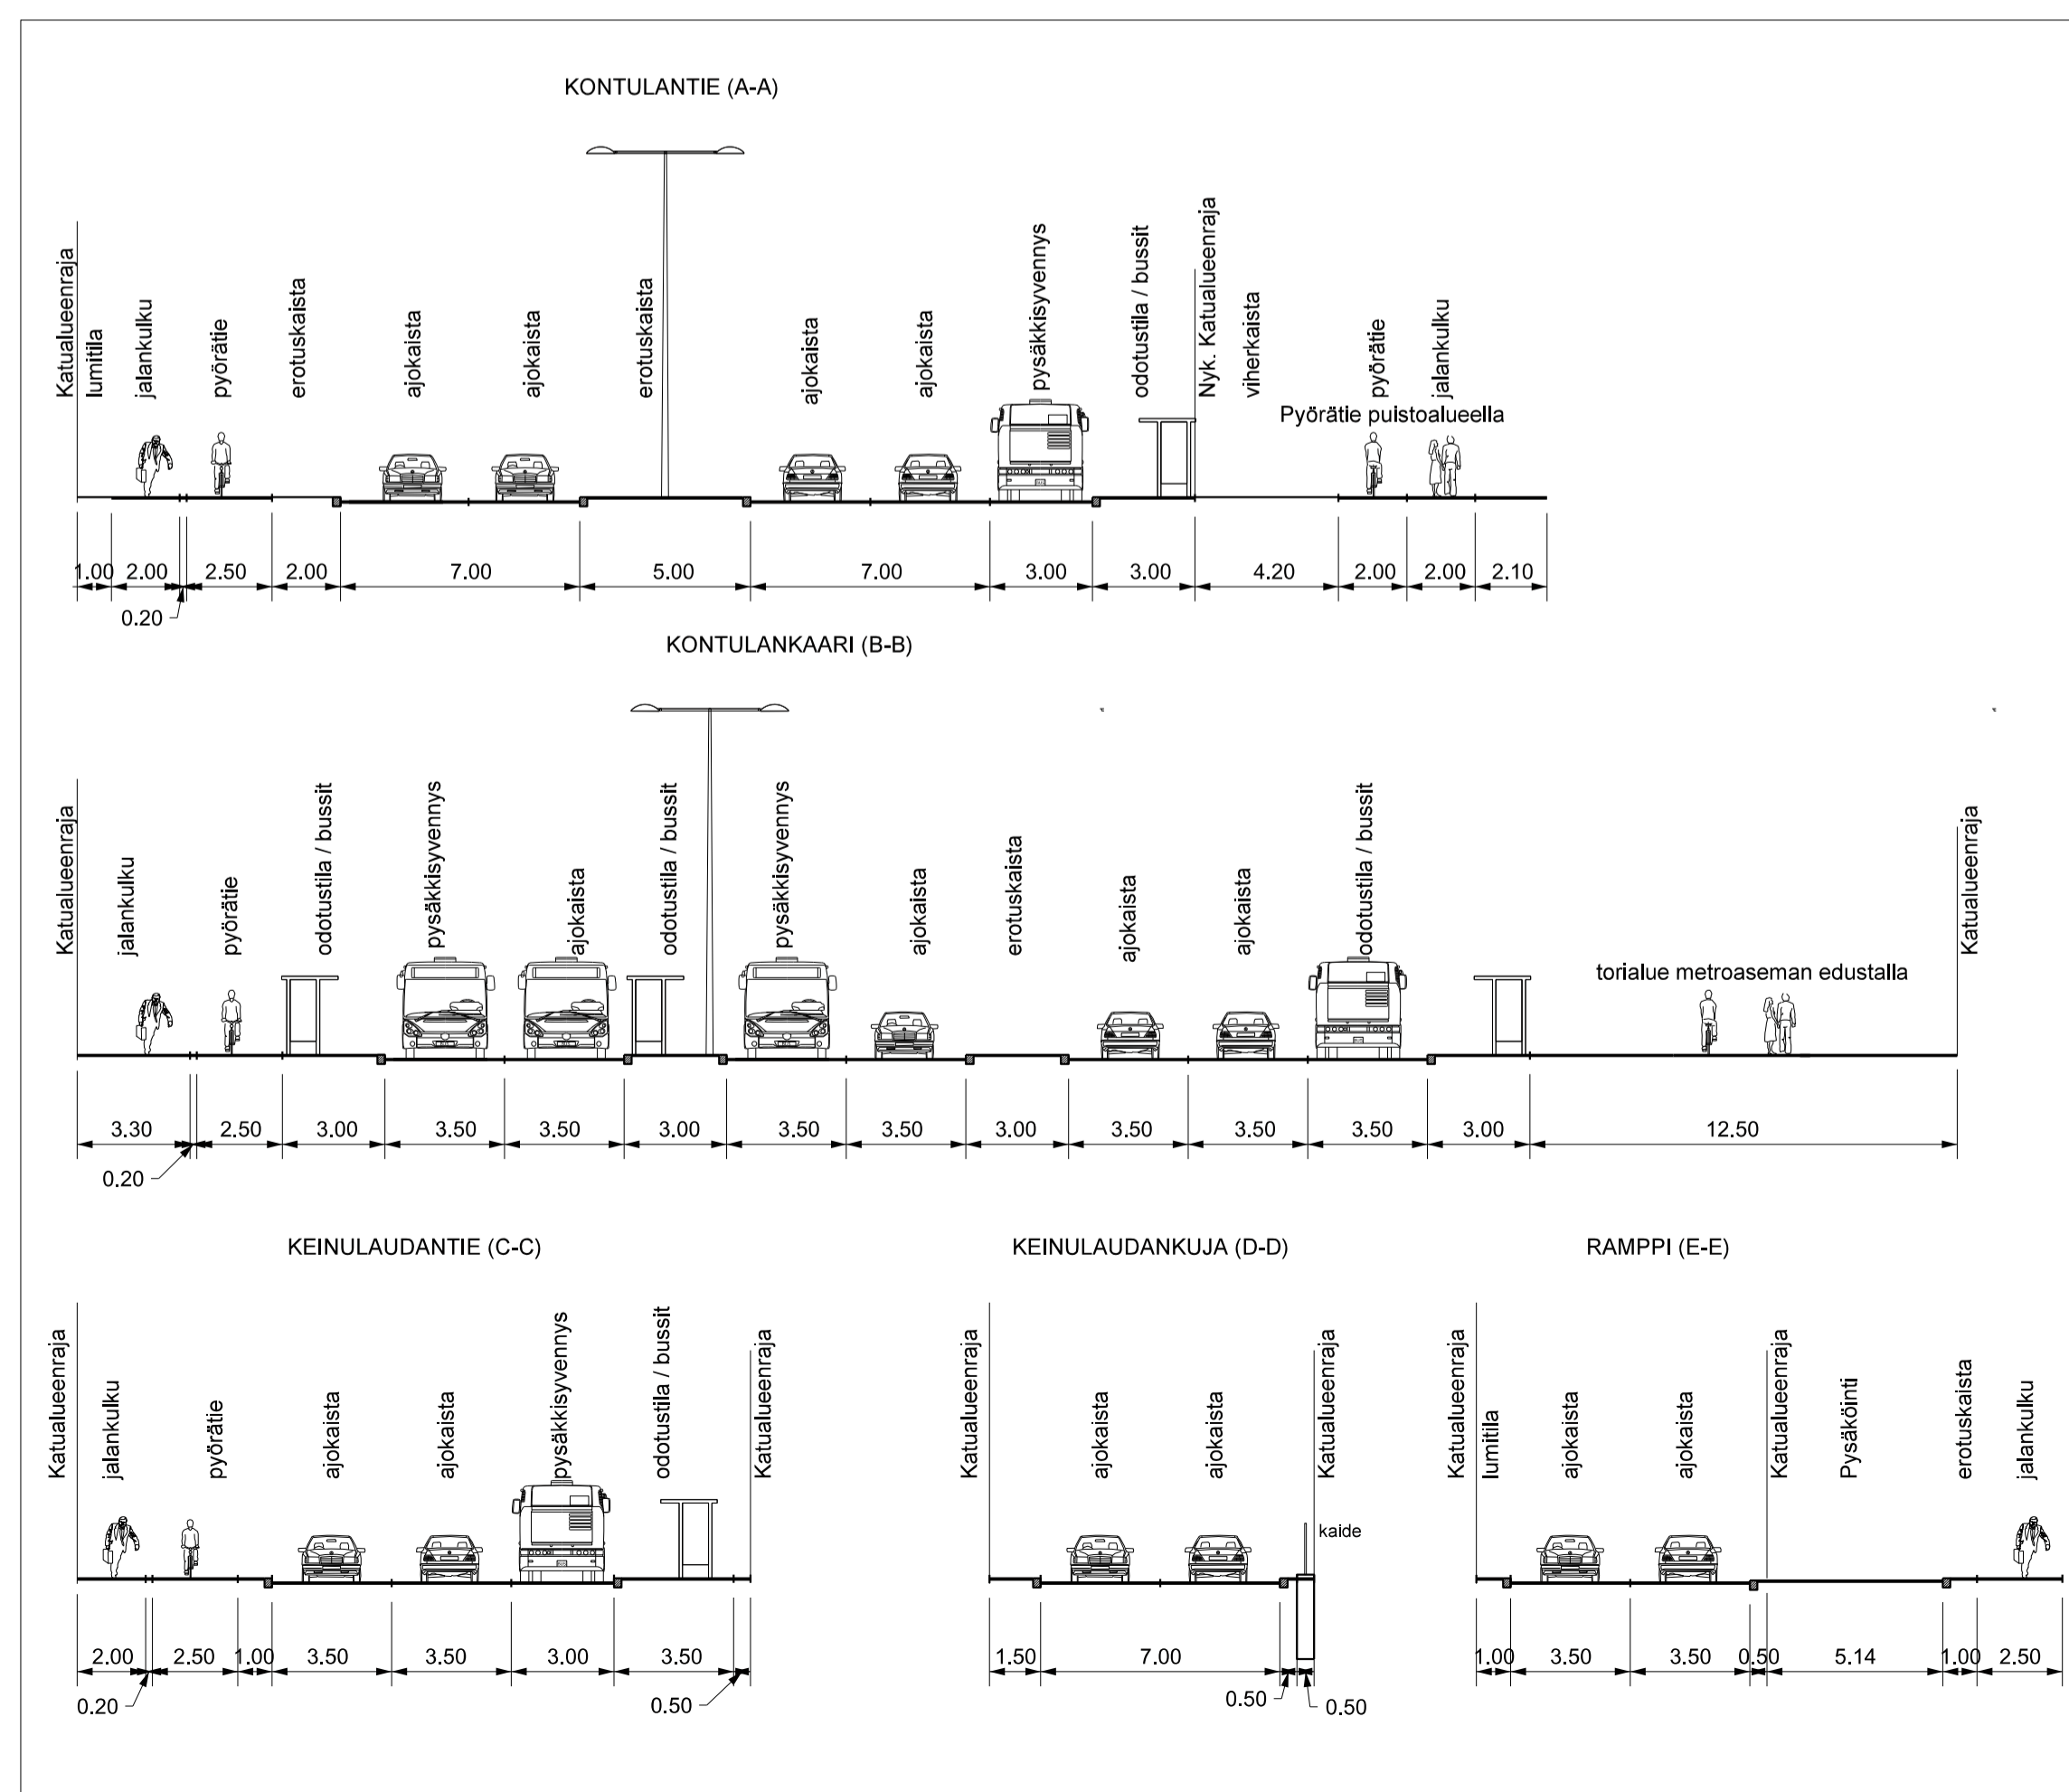 KONTULANTIE (A-A)
Katualueenraja
lumitila
jalankulku
pyörätie
erotuskaista
ajokaista
ajokaista
erotuskaista
ajokaista
ajokaista
pysäkkisyvennys
odotustila / bussit
Nyk. Katualueenraja
viherkaista
pyörätie
jalankulku
Pyörätie puistoalueella
1.00 2.00 2.50 2.00 7.00 5.00 7.00 3.00 3.00 4.20 2.00 2.00 2.10
0.20
KONTULANKAARI (B-B)
Katualueenraja
jalankulku
pyörätie
odotustila / bussit
pysäkkisyvennys
ajokaista
odotustila / bussit
pysäkkisyvennys
ajokaista
erotuskaista
ajokaista
ajokaista
odotustila / bussit
torialue metroaseman edustalla
Katualueenraja
3.30 2.50 3.00 3.50 3.50 3.00 3.50 3.50 3.00 3.50 3.50 3.50 3.00 12.50
0.20
KEINULAUDANTIE (C-C)
Katualueenraja
jalankulku
pyörätie
ajokaista
ajokaista
pysäkkisyvennys
odotustila / bussit
Katualueenraja
2.00 2.50 1.00 3.50 3.50 3.00 3.50
0.20 0.50
KEINULAUDANKUJA (D-D)
Katualueenraja
ajokaista
ajokaista
Katualueenraja
kaide
1.50 7.00
0.50 0.50
RAMPPI (E-E)
Katualueenraja
lumitila
ajokaista
ajokaista
Katualueenraja
Pysäköinti
erotuskaista
jalankulku
1.00 3.50 3.50 0.50 5.14 1.00 2.50